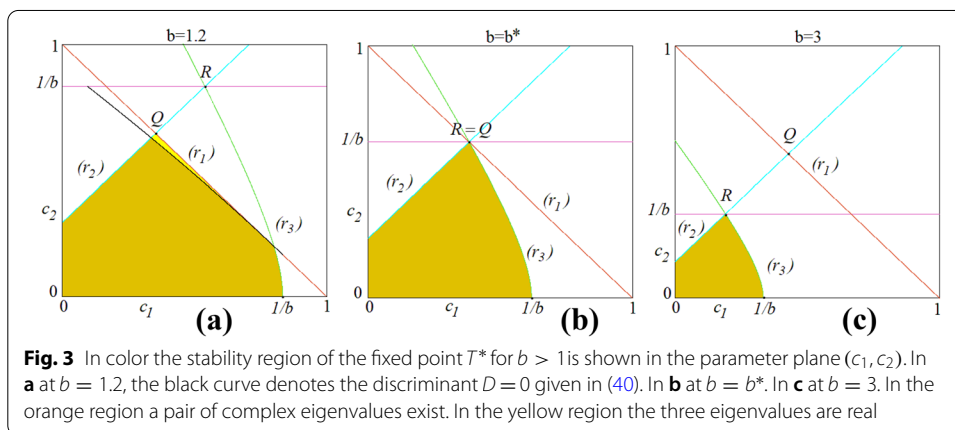 b=1.2
1
1/b
R
Q
(r₁)
(r₂)
c₂
(r₃)
0
0
c₁
1/b
1
(a)
b=b*
1
1/b
R = Q
(r₂)
(r₁)
c₂
(r₃)
0
0
c₁
1/b
1
(b)
b=3
1
Q
(r₁)
R
1/b
(r₂)
c₂
(r₃)
0
0
c₁
1/b
1
(c)
Fig. 3 In color the stability region of the fixed point T* for b > 1 is shown in the parameter plane (c₁, c₂). In
a at b = 1.2, the black curve denotes the discriminant D = 0 given in (40). In b at b = b*. In c at b = 3. In the
orange region a pair of complex eigenvalues exist. In the yellow region the three eigenvalues are real